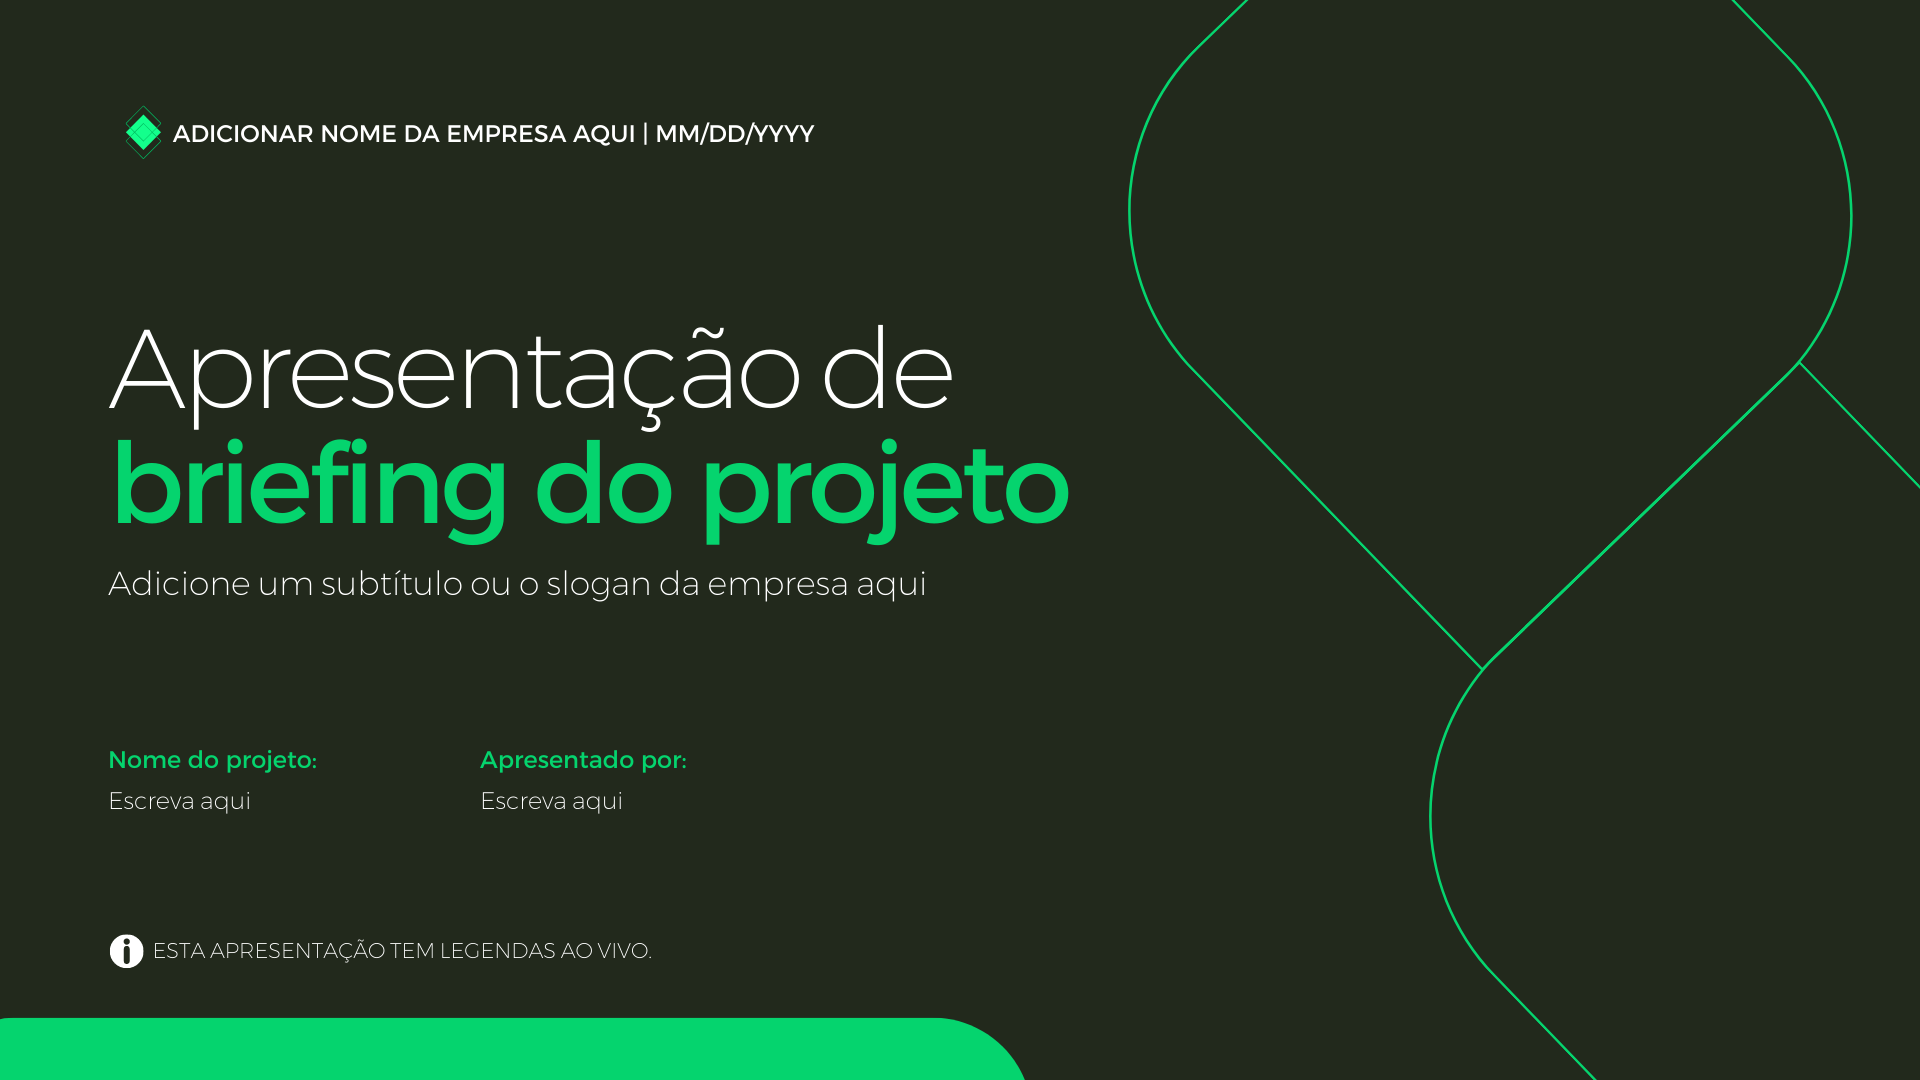 ADICIONAR NOME DA EMPRESA AQUI | MM/DD/YYYY
Apresentação de
briefing do projeto
Adicione um subtítulo ou o slogan da empresa aqui
Nome do projeto:
Escreva aqui
Apresentado por:
Escreva aqui
ESTA APRESENTAÇÃO TEM LEGENDAS AO VIVO.